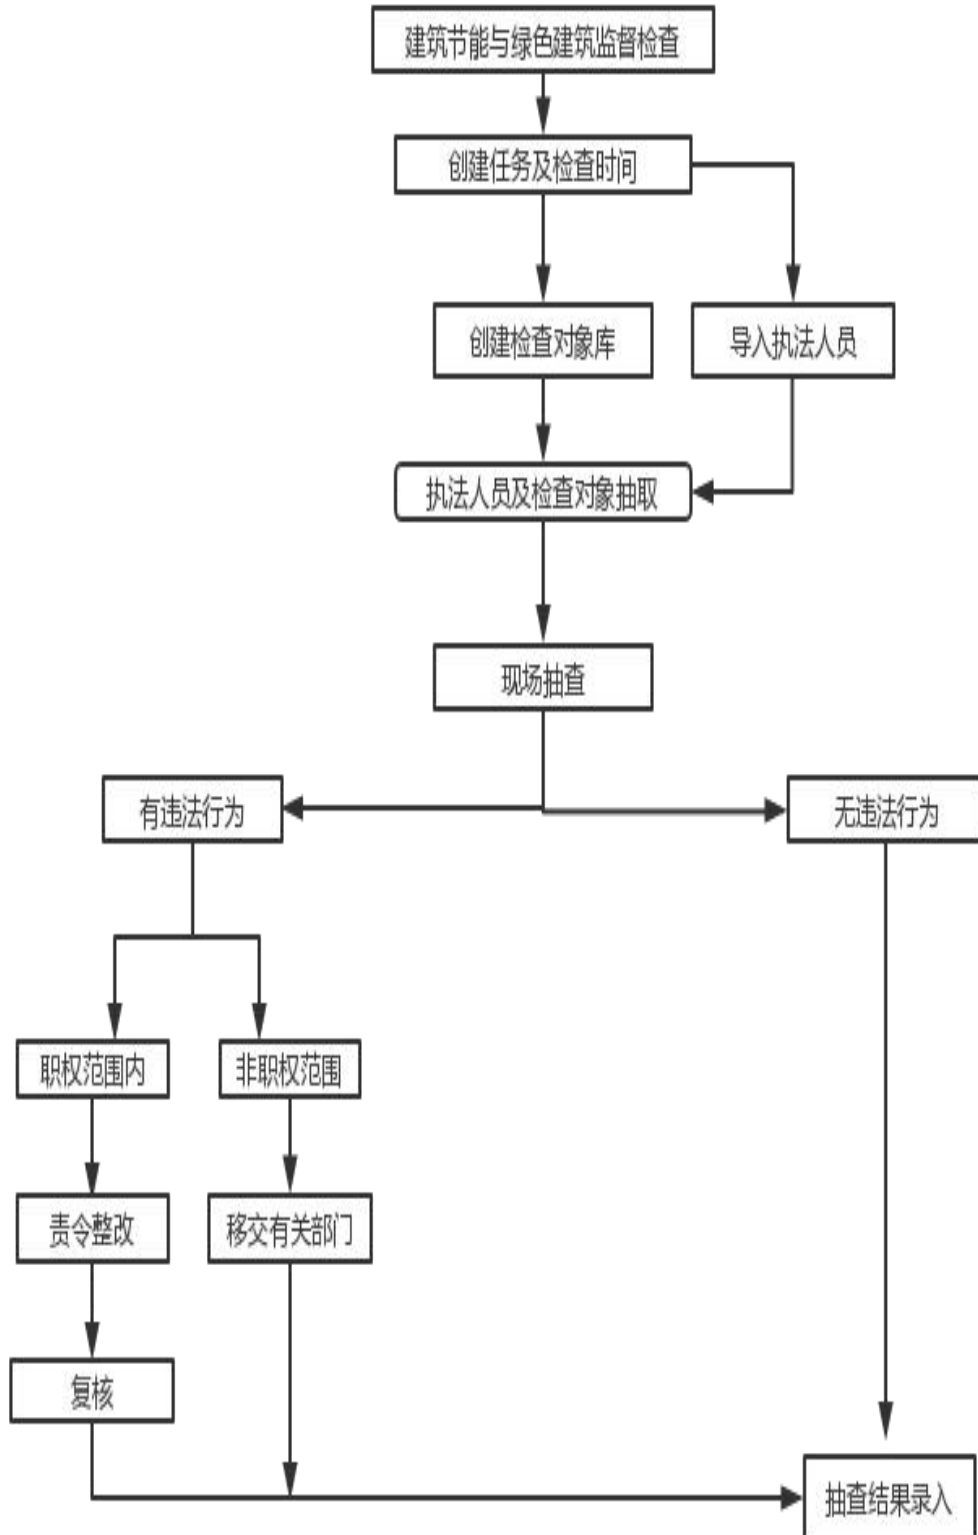 建筑节能与绿色建筑监督检查
创建任务及检查时间
创建检查对象库
导入执法人员
执法人员及检查对象抽取
现场抽查
有违法行为
无违法行为
职权范围内
非职权范围
责令整改
移交有关部门
复核
抽查结果录入